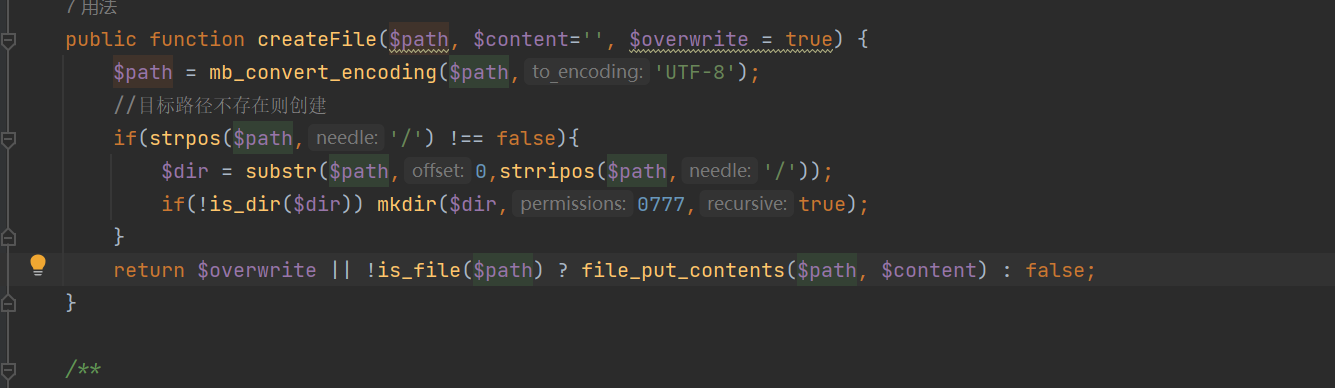 7 用法
public function createFile($path, $content='', $overwrite = true) {
$path = mb_convert_encoding($path, to_encoding: 'UTF-8');
//目标路径不存在则创建
if(strpos($path, needle: '/') !== false){
$dir = substr($path, offset: 0,strripos($path, needle: '/'));
if(!is_dir($dir)) mkdir($dir, permissions: 0777, recursive: true);
}
return $overwrite || !is_file($path) ? file_put_contents($path, $content) : false;
}
/**